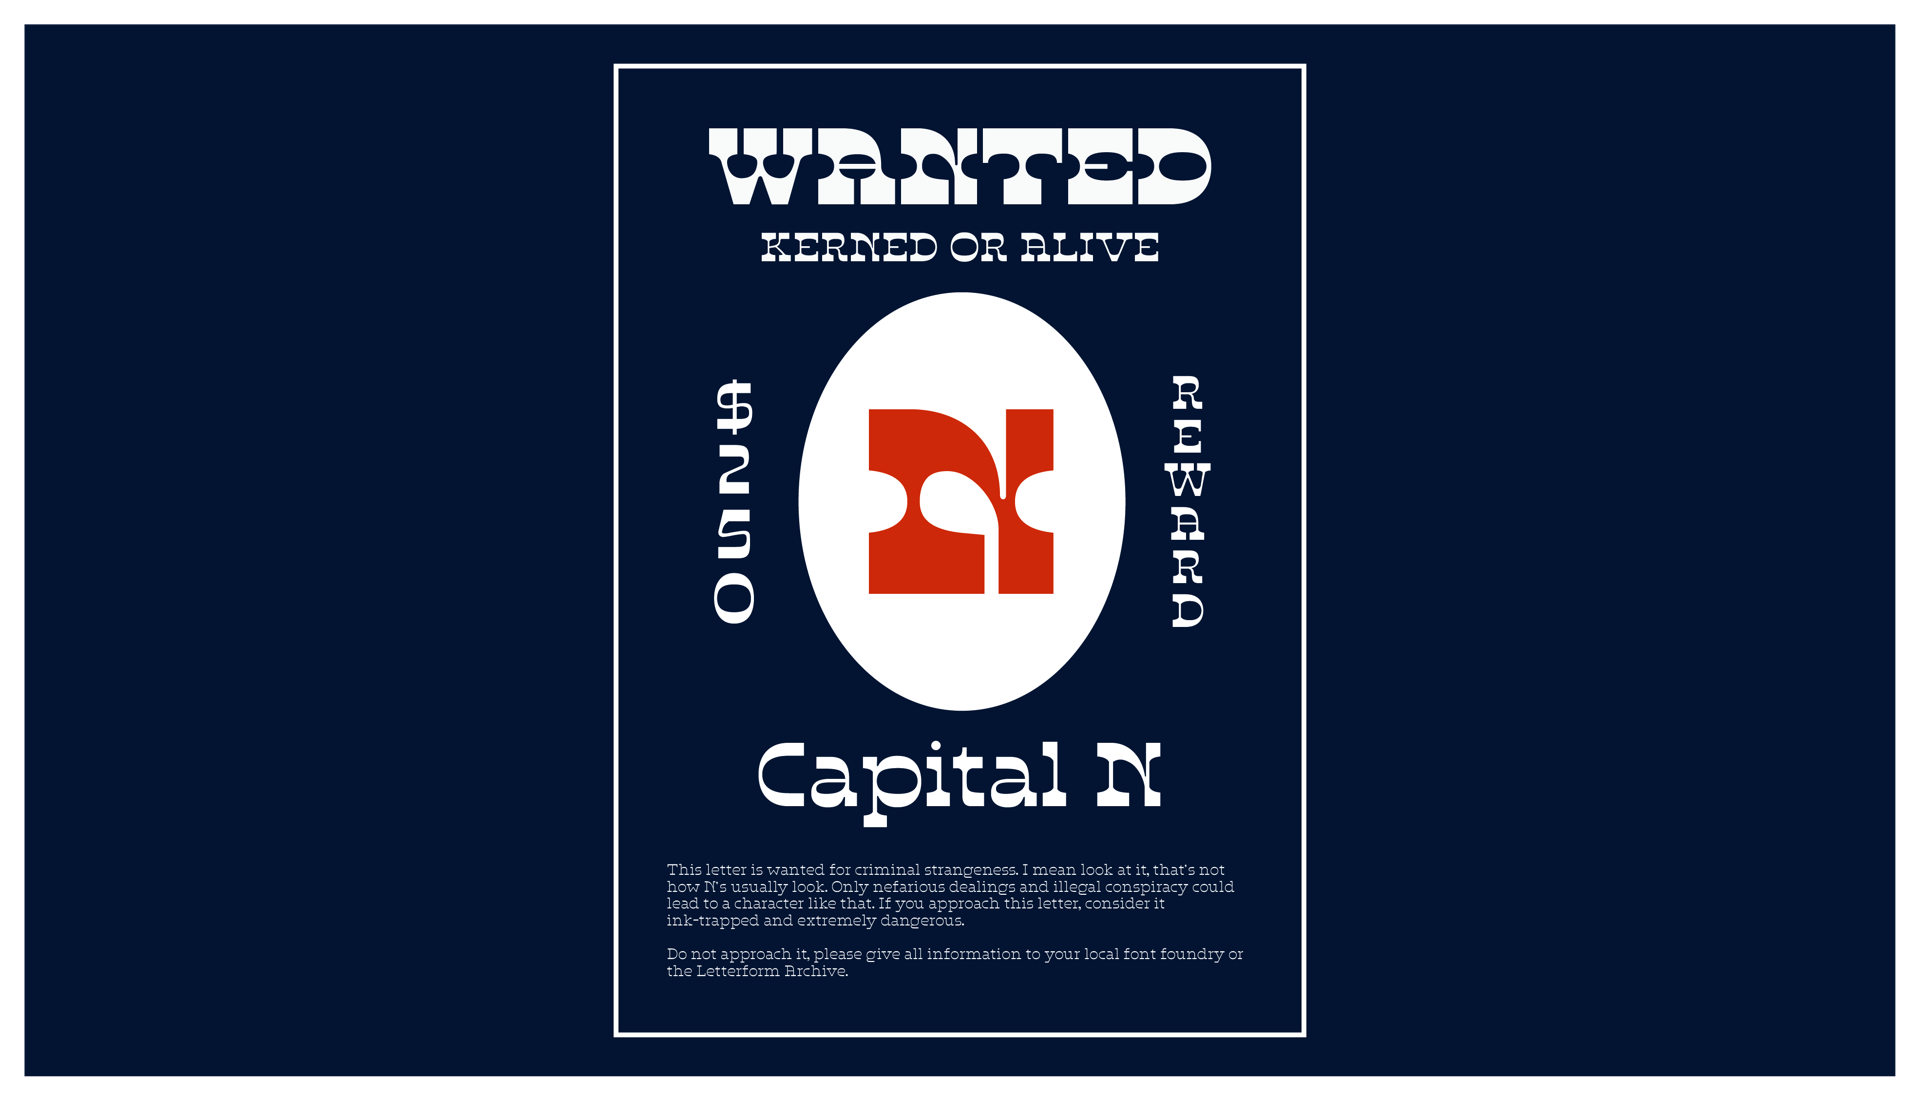 WANTED
KERNED OR ALIVE
$250
N
REWARD
Capital N
This letter is wanted for criminal strangeness. I mean look at it, that's not
how N's usually look. Only nefarious dealings and illegal conspiracy could
lead to a character like that. If you approach this letter, consider it
ink-trapped and extremely dangerous.
Do not approach it, please give all information to your local font foundry or
the Letterform Archive.